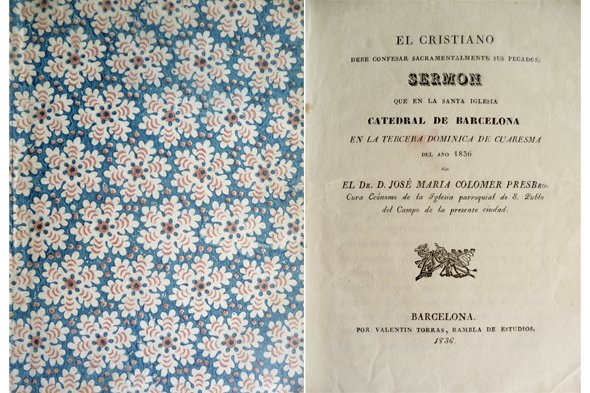 EL CRISTIANO
DEBE CONFESAR SACRAMENTALMENTE SUS PECADOS.
SERMON
QUE EN LA SANTA IGLESIA
CATEDRAL DE BARCELONA
EN LA TERCERA DOMINICA DE CUARESMA
DEL AÑO 1836
EL DR. D. JOSÉ MARIA COLOMER PRESBRO.
Cura Ecónomo de la Iglesia parroquial de S. Pablo
del Campo de la presente ciudad.
BARCELONA.
POR VALENTIN TORRAS, RAMBLA DE ESTUDIOS.
1836.